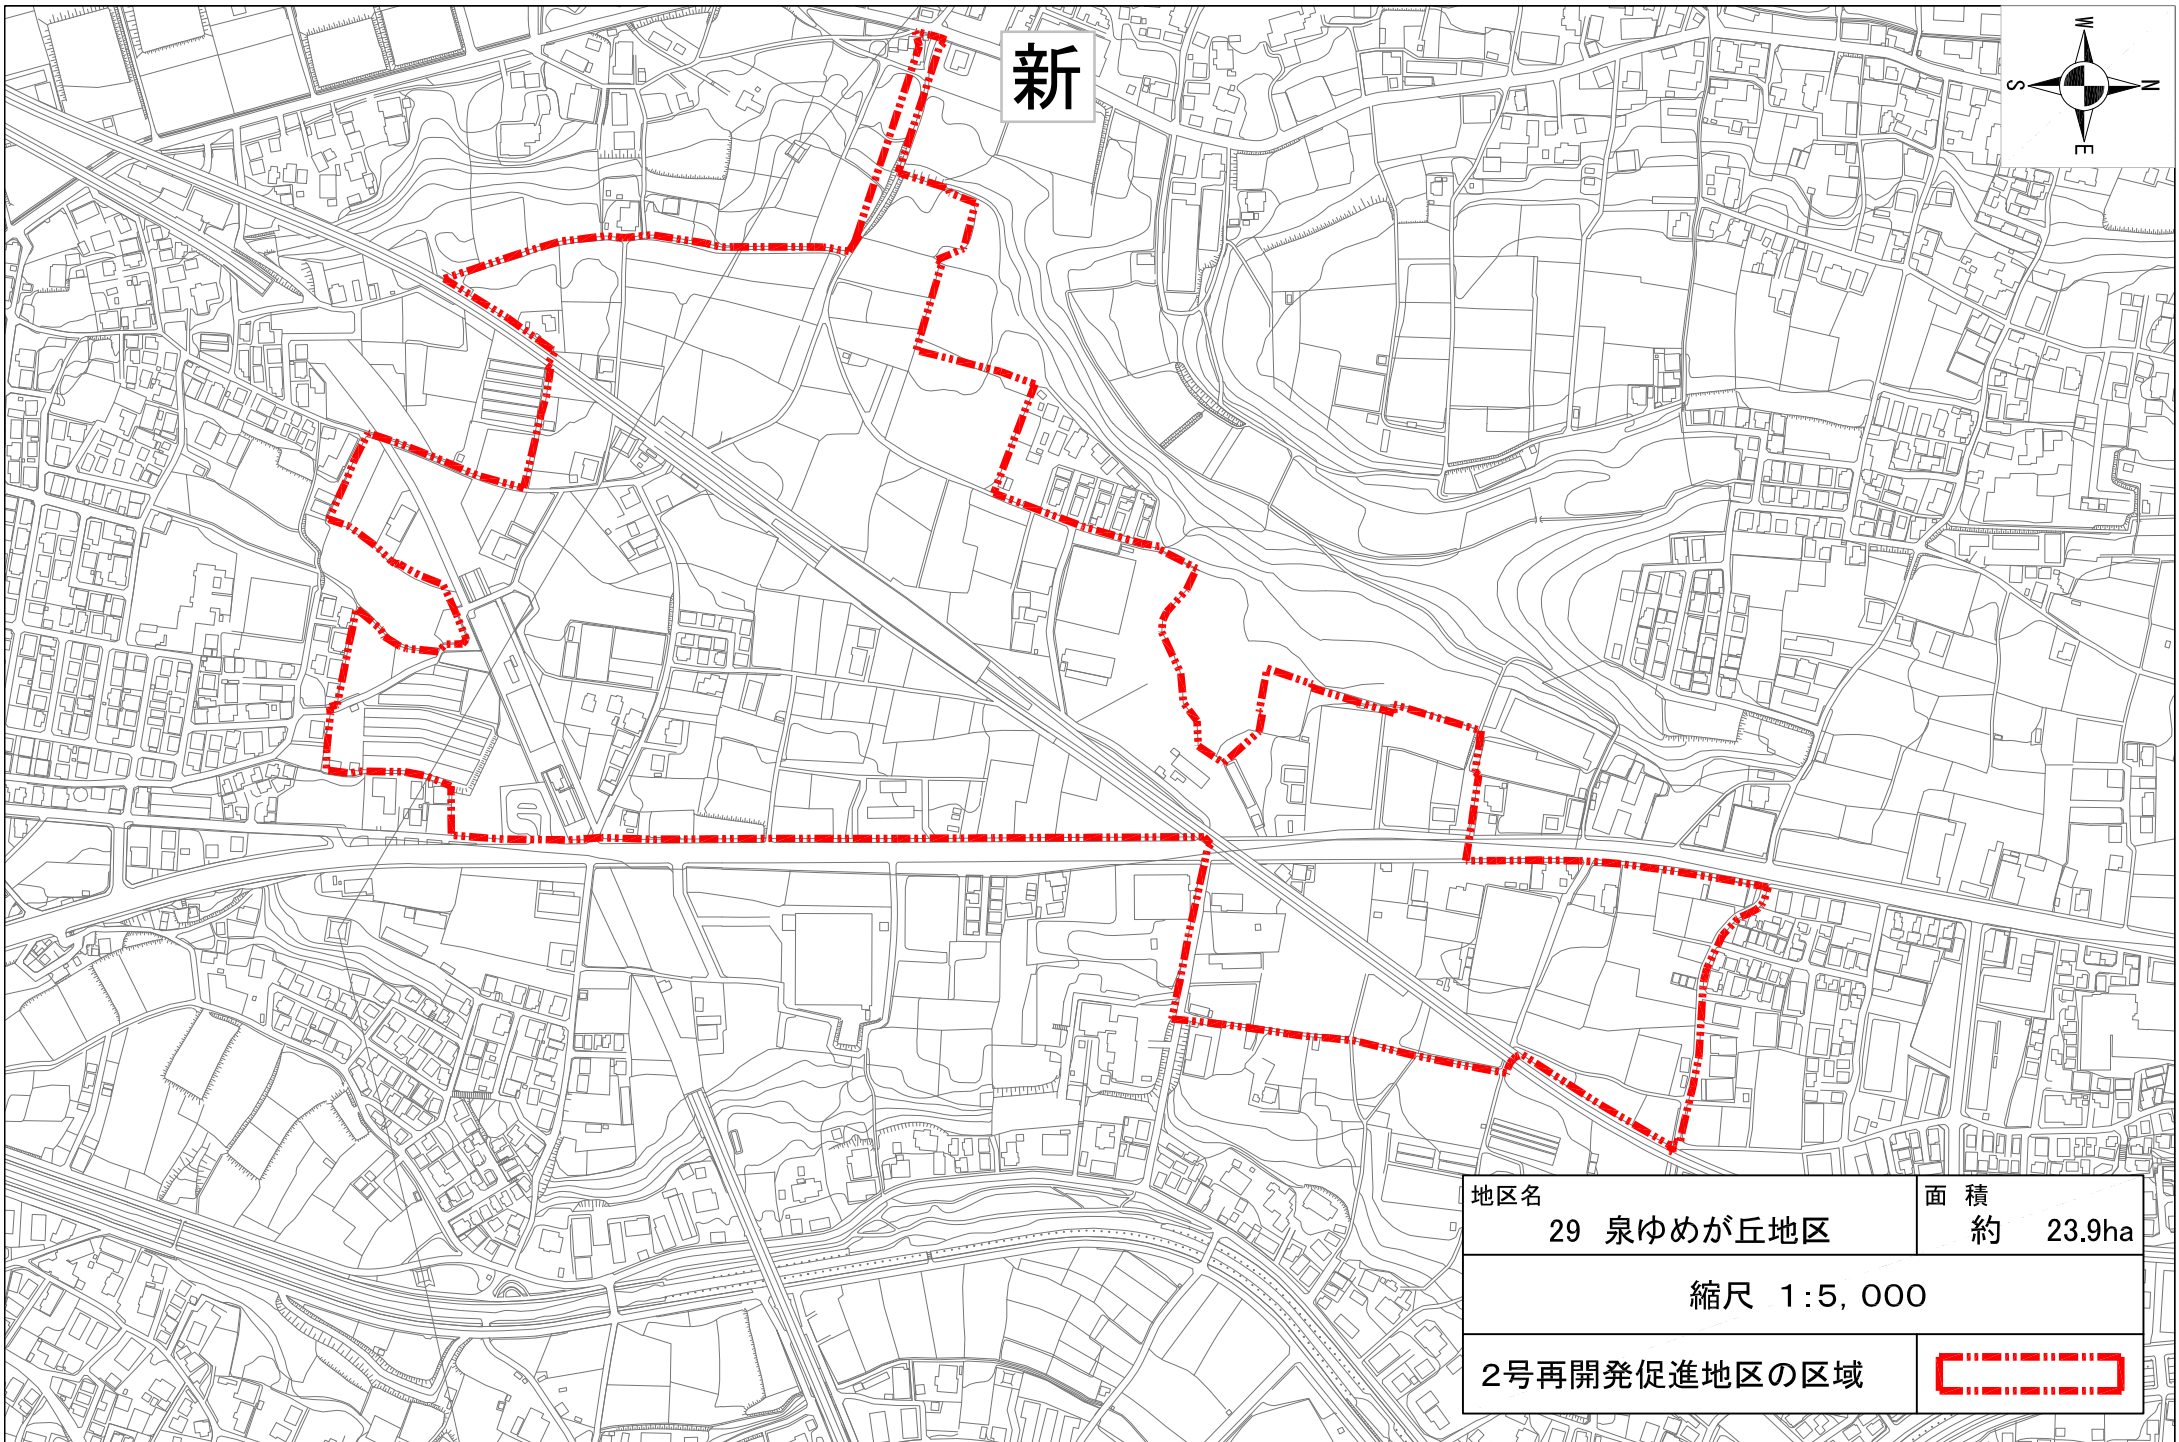 新
W
S
N
E
地区名
29 泉ゆめが丘地区
面 積
約 23.9ha
縮尺 1:5,000
2号再開発促進地区の区域